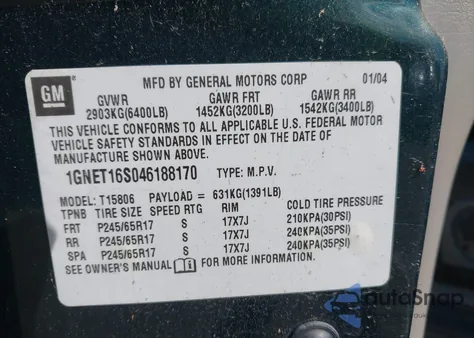 GM
MFD BY GENERAL MOTORS CORP 01/04
GVWR GAWR FRT GAWR RR
2903KG(6400LB) 1452KG(3200LB) 1542KG(3400LB)
THIS VEHICLE CONFORMS TO ALL APPLICABLE U.S. FEDERAL MOTOR
VEHICLE SAFETY STANDARDS IN EFFECT ON THE DATE OF
MANUFACTURE SHOWN ABOVE.
1GNET16S046188170 TYPE: M.P.V.
MODEL: T15806 PAYLOAD = 631KG(1391LB)
TPNB TIRE SIZE SPEED RTG RIM COLD TIRE PRESSURE
FRT P245/65R17 S 17X7J 210KPA(30PSI)
RR P245/65R17 S 17X7J 240KPA(35PSI)
SPA P245/65R17 S 17X7J 240KPA(35PSI)
SEE OWNER'S MANUAL FOR MORE INFORMATION.
AutoSnap